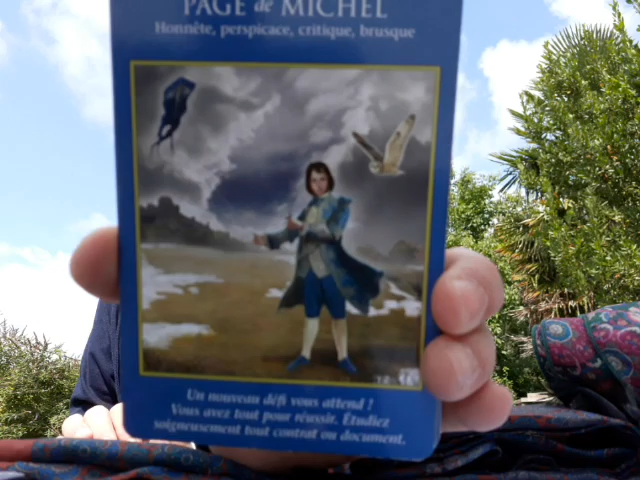 PAGE de MICHEL
Honnête, perspicace, critique, brusque
Un nouveau défi vous attend !
Vous avez tout pour réussir. Étudiez
soigneusement tout contrat ou document.